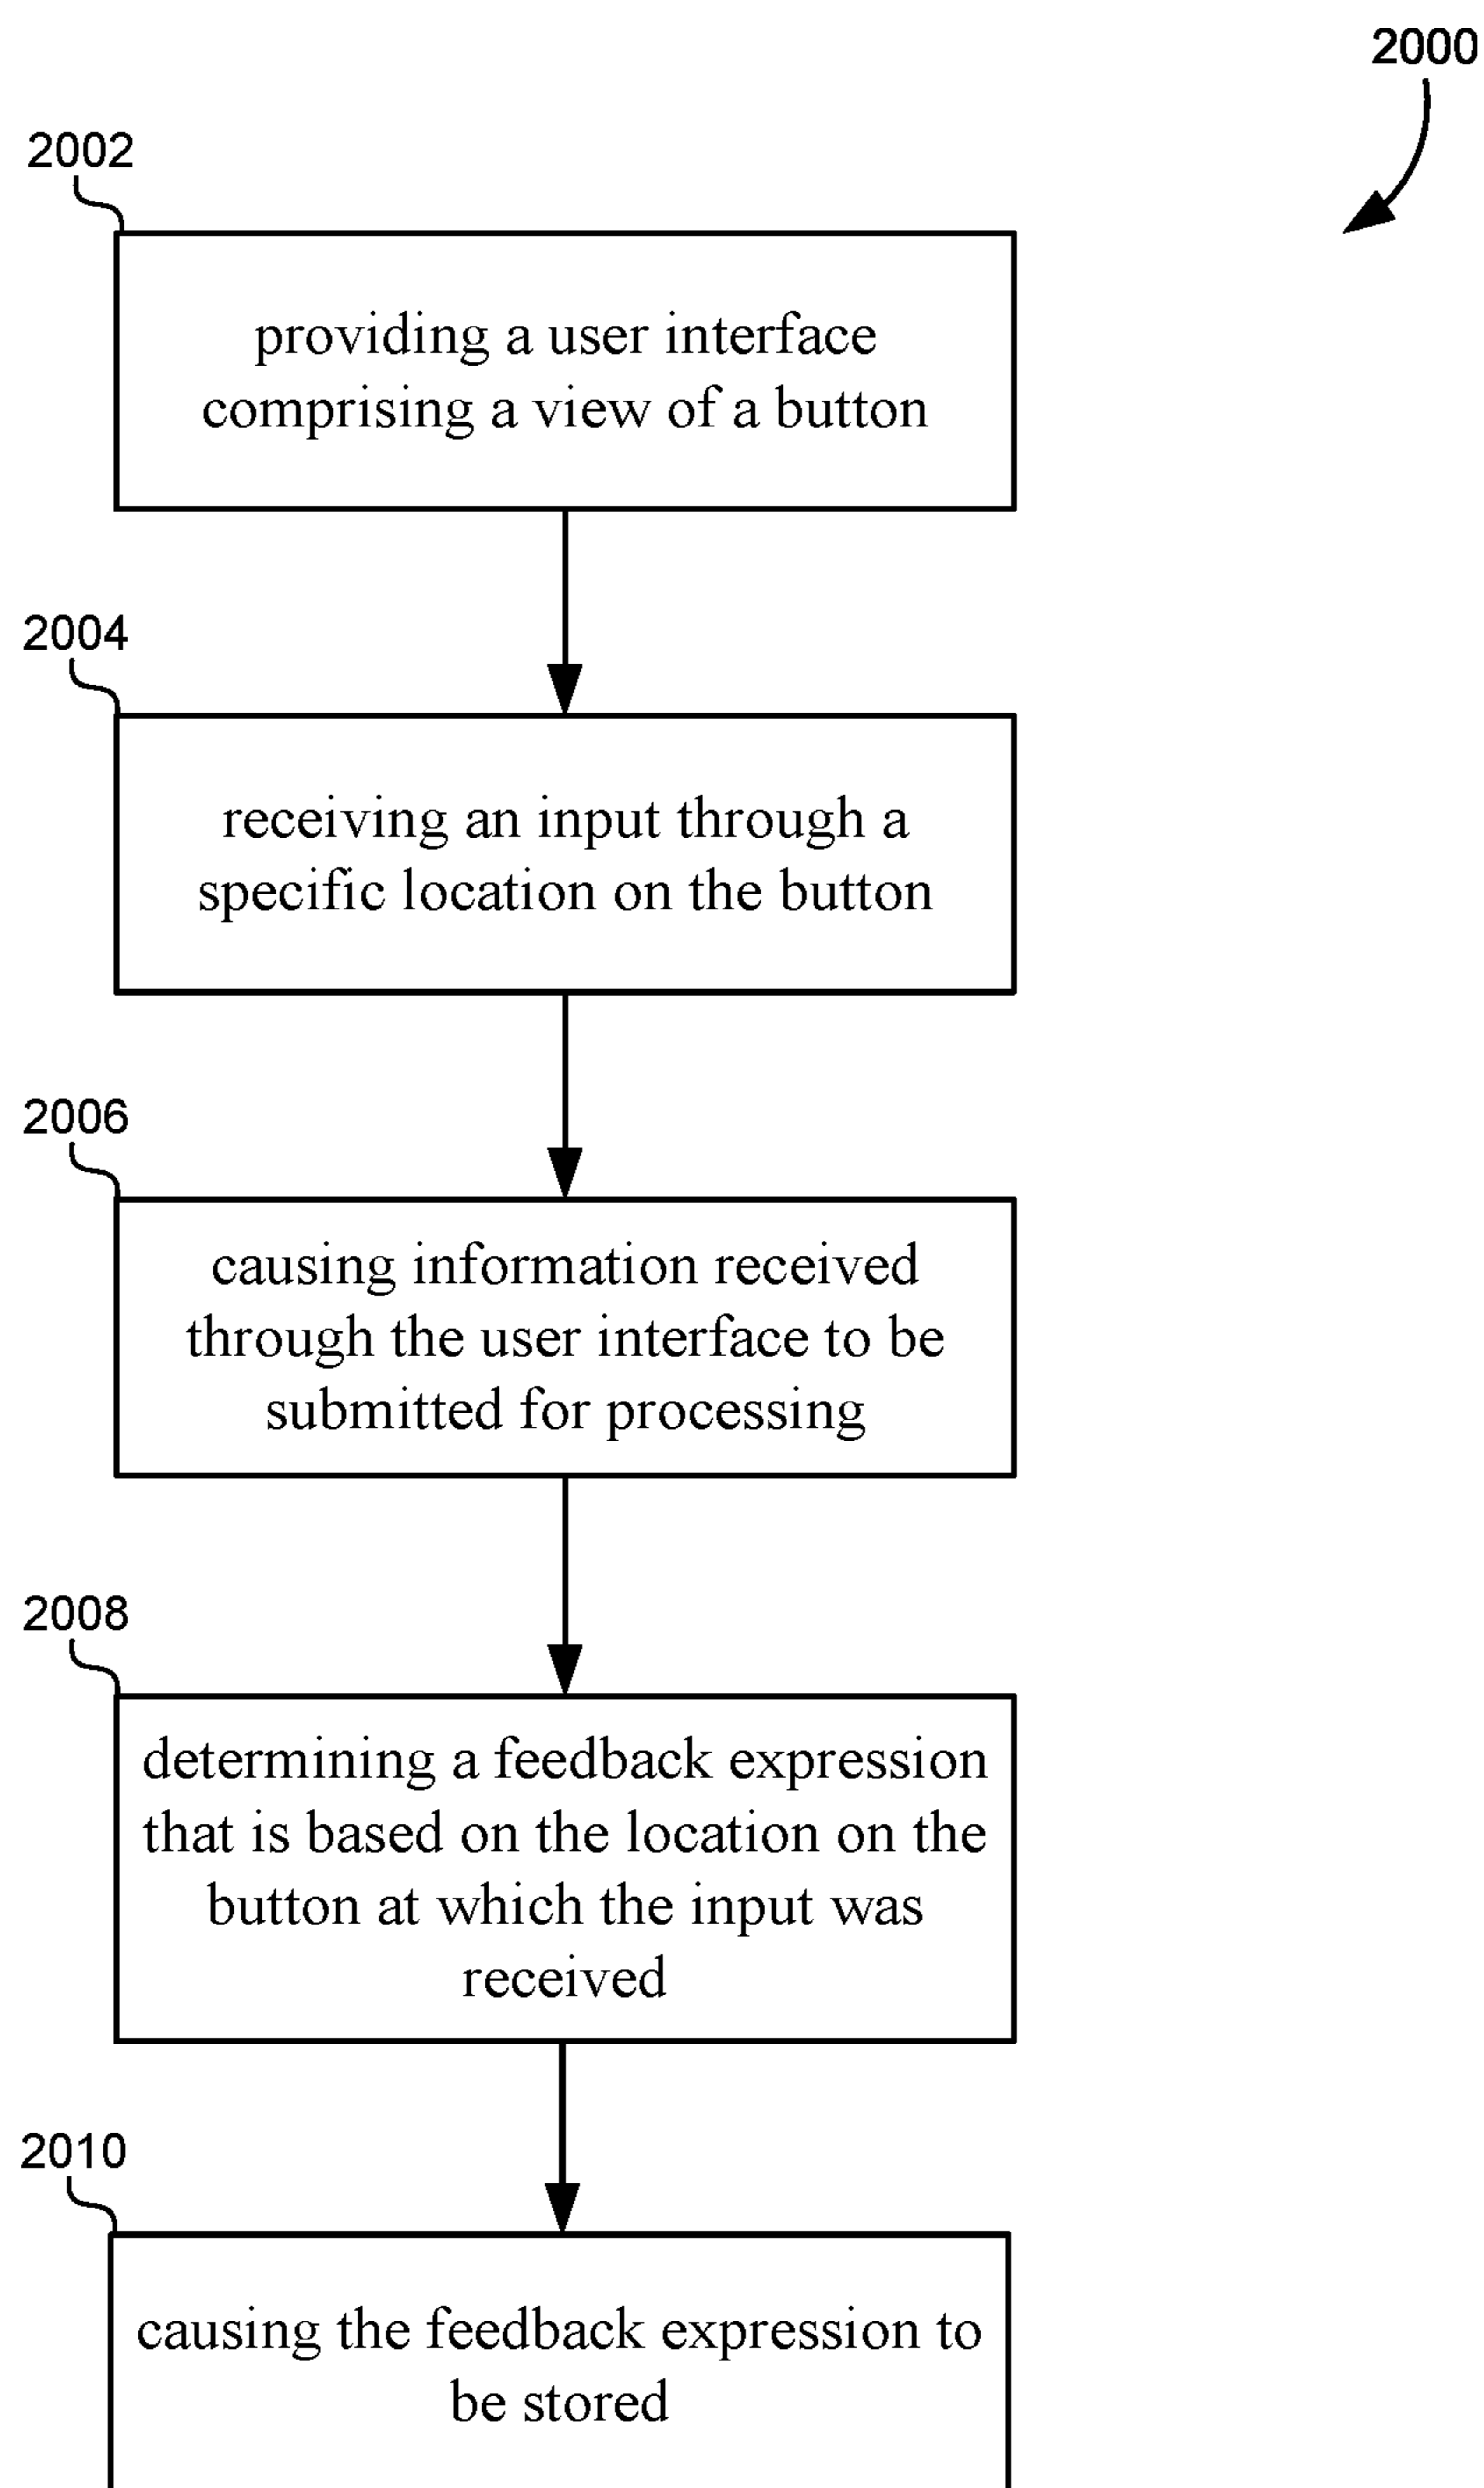 2000
2002
providing a user interface
comprising a view of a button
2004
receiving an input through a
specific location on the button
2006
causing information received
through the user interface to be
submitted for processing
2008
determining a feedback expression
that is based on the location on the
button at which the input was
received
2010
causing the feedback expression to
be stored